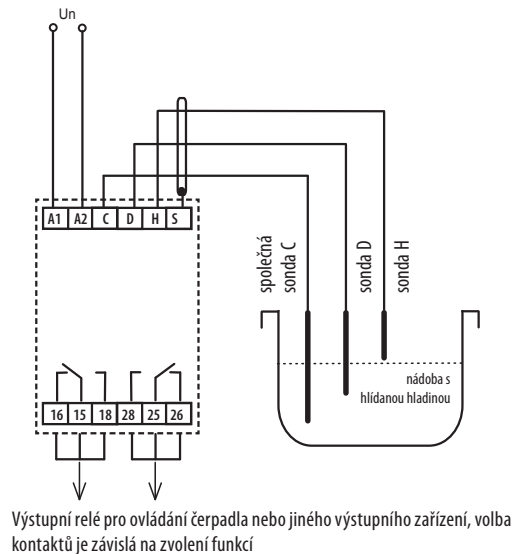 Un
A1 A2 C D H S
společná
sonda C
sonda D
sonda H
nádoba s
hlídanou hladinou
16 15 18 28 25 26
Výstupní relé pro ovládání čerpadla nebo jiného výstupního zařízení, volba
kontaktů je závislá na zvolení funkcí